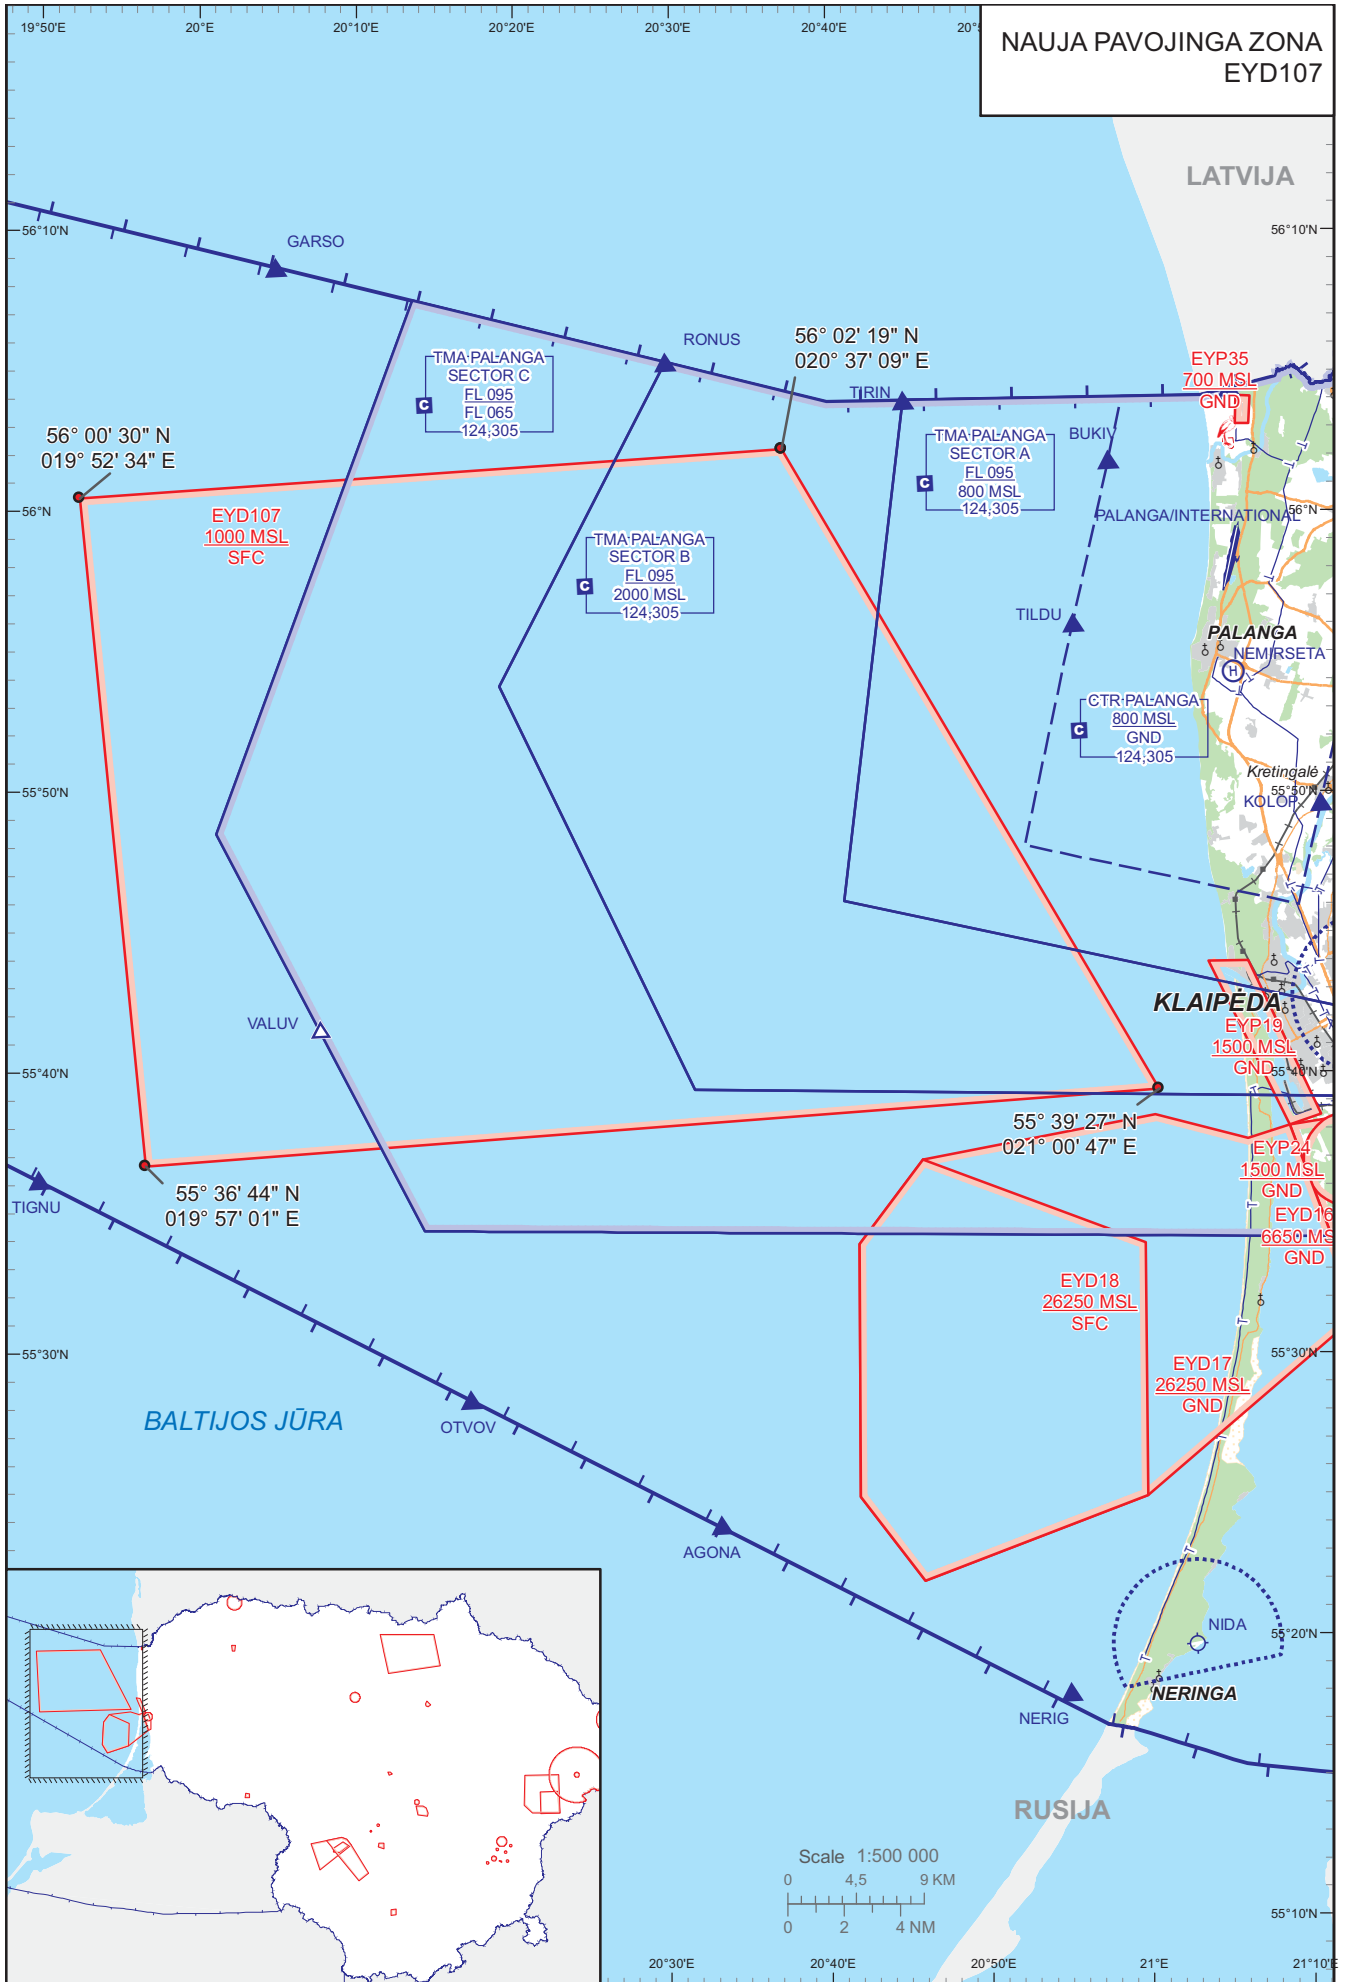 19°50'E
20°E
20°10'E
20°20'E
20°30'E
20°40'E
NAUJA PAVOJINGA ZONA
EYD107
LATVIJA
56°10'N
56°10'N
GARSO
RONUS
56° 02' 19" N
020° 37' 09" E
TIRIN
EYP35
700 MSL
GND
TMA PALANGA
SECTOR C
FL 095
FL 065
124,305
C
56° 00' 30" N
019° 52' 34" E
TMA PALANGA
SECTOR A
FL 095
800 MSL
124,305
C
BUKIV
56°N
EYD107
1000 MSL
SFC
PALANGA/INTERNATIONAL
56°N
TMA PALANGA
SECTOR B
FL 095
2000 MSL
124,305
C
TILDU
PALANGA
NEMIRSETA
H
CTR PALANGA
800 MSL
GND
124,305
C
Kretingalė
55°50'N
55°50'N
KOLOP
VALUV
KLAIPĖDA
EYP19
1500 MSL
GND
55°40'N
55°40'N
55° 39' 27" N
021° 00' 47" E
EYP24
1500 MSL
GND
55° 36' 44" N
019° 57' 01" E
TIGNU
EYD16
6650 MS
GND
EYD18
26250 MSL
SFC
55°30'N
55°30'N
EYD17
26250 MSL
GND
BALTIJOS JŪRA
OTVOV
AGONA
NIDA
55°20'N
NERINGA
NERIG
RUSIJA
Scale 1:500 000
0 4,5 9 KM
0 2 4 NM
55°10'N
20°30'E
20°40'E
20°50'E
21°E
21°10'E